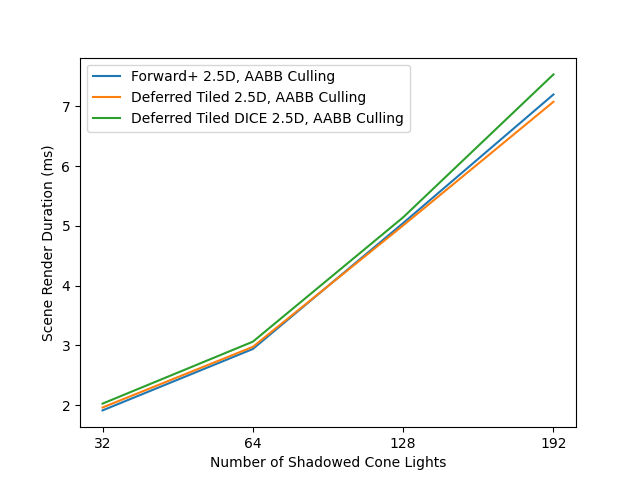 Forward+ 2.5D, AABB Culling
Deferred Tiled 2.5D, AABB Culling
Deferred Tiled DICE 2.5D, AABB Culling
Scene Render Duration (ms)
7
6
5
4
3
2
32 64 128 192
Number of Shadowed Cone Lights